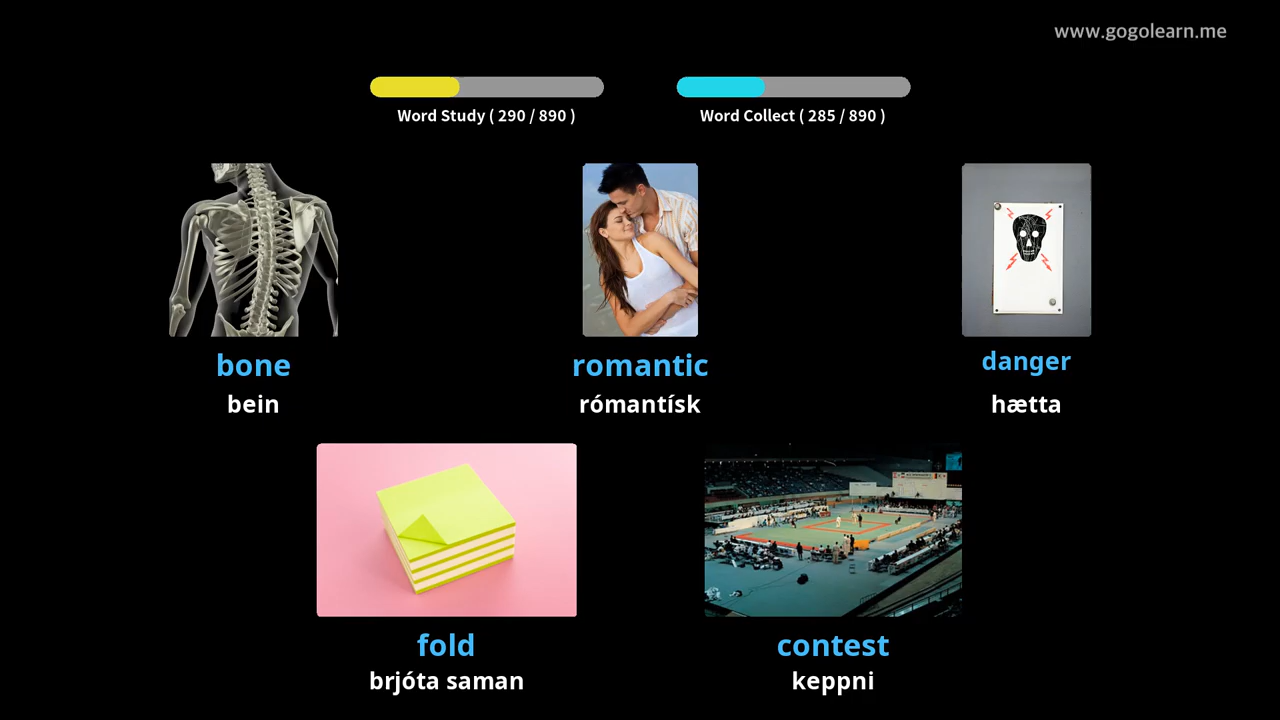 www.gogolearn.me
Word Study ( 290 / 890 )
Word Collect ( 285 / 890 )
bone
bein
romantic
rómantísk
danger
hætta
fold
brjóta saman
contest
keppni